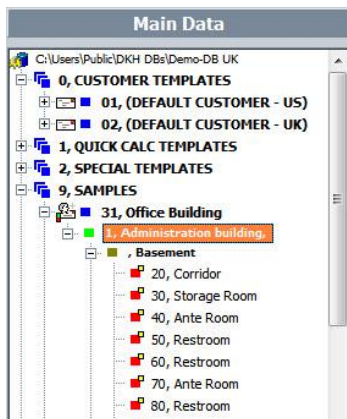 Main Data
C:\Users\Public\DKH DBs\Demo-DB UK
0, CUSTOMER TEMPLATES
01, (DEFAULT CUSTOMER - US)
02, (DEFAULT CUSTOMER - UK)
1, QUICK CALC TEMPLATES
2, SPECIAL TEMPLATES
9, SAMPLES
31, Office Building
1, Administration building,
, Basement
20, Corridor
30, Storage Room
40, Ante Room
50, Restroom
60, Restroom
70, Ante Room
80, Restroom